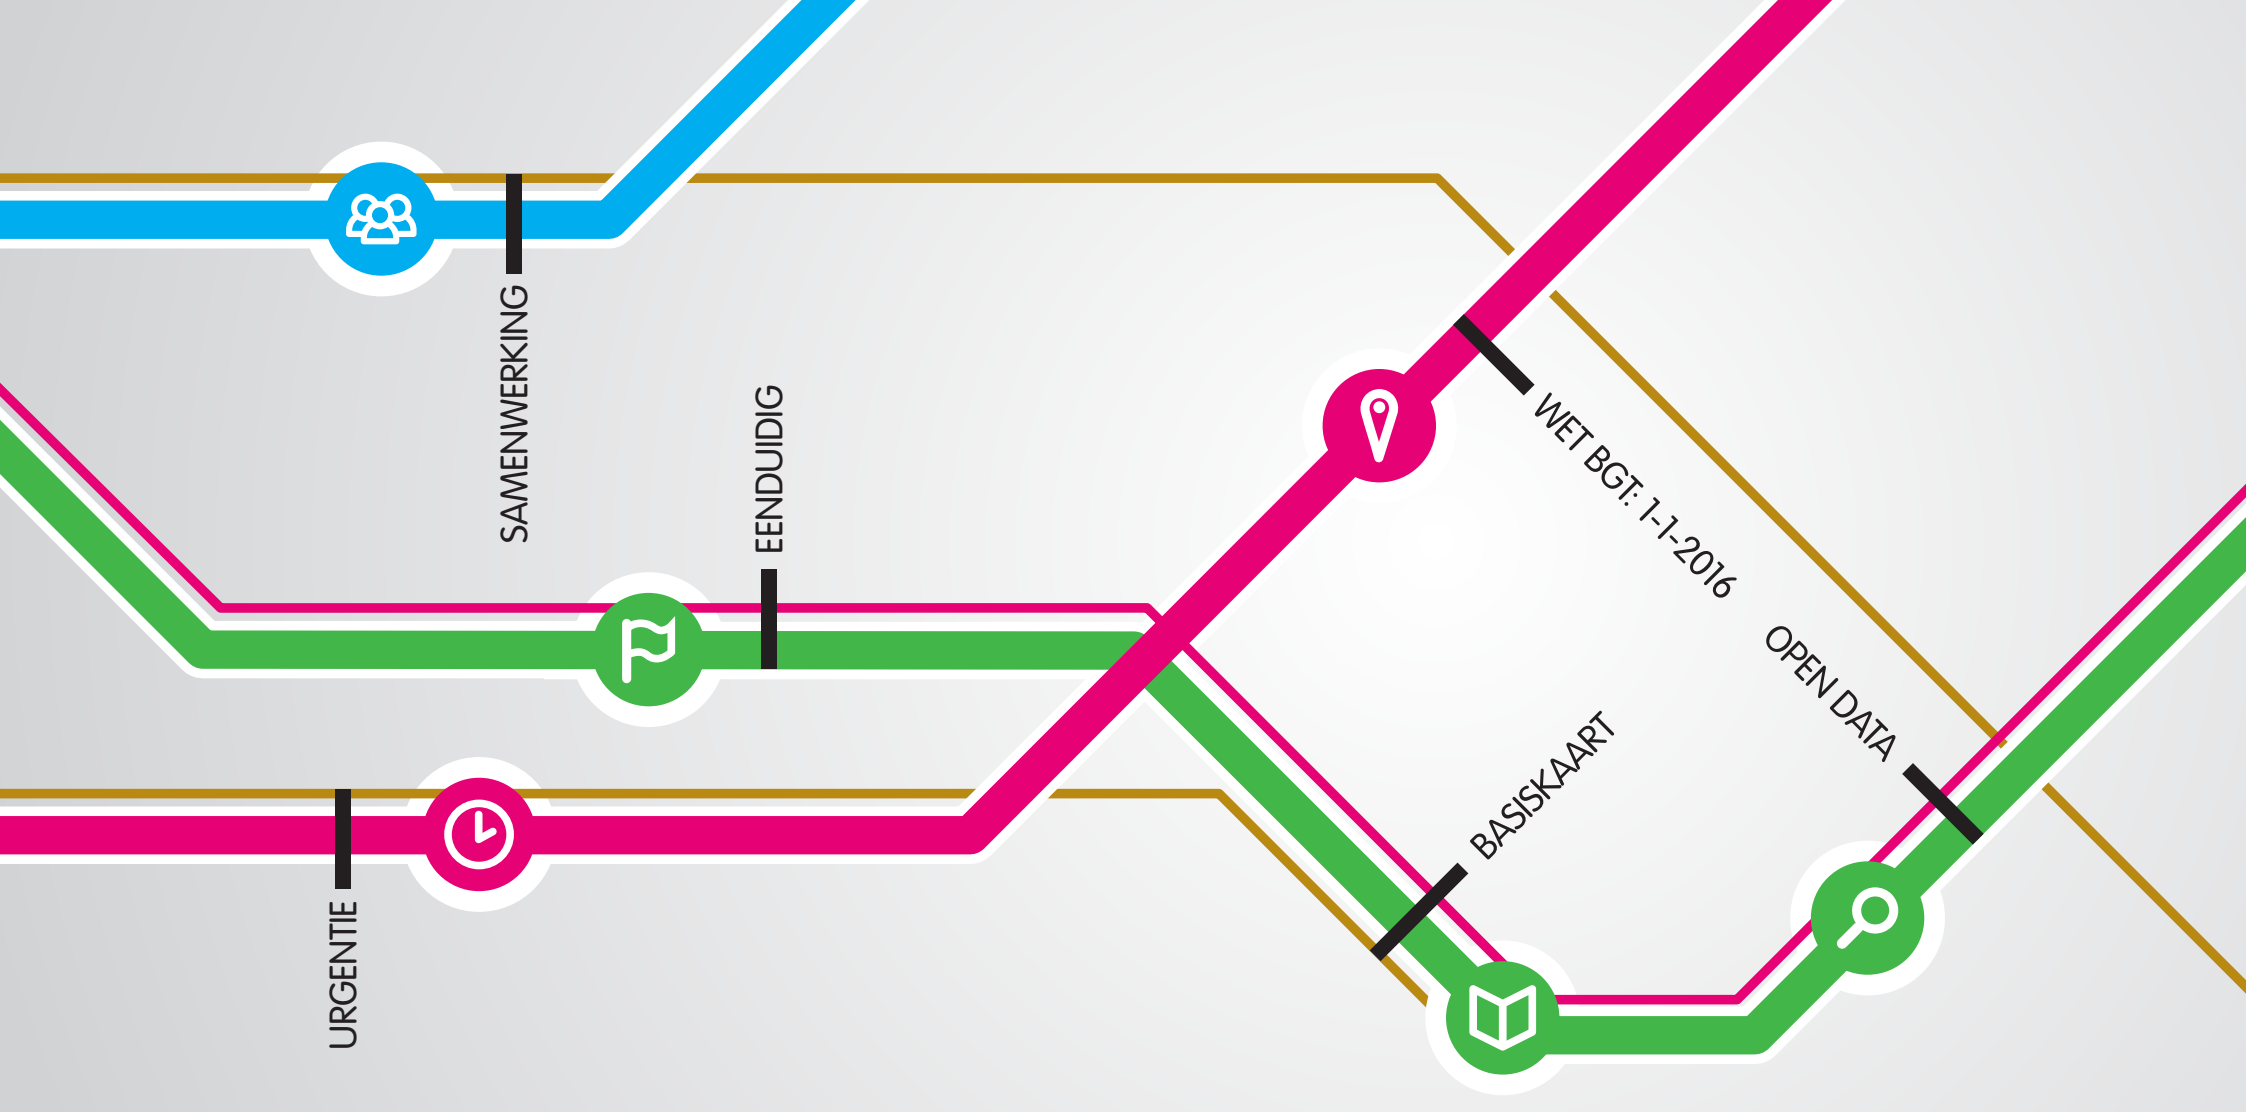 SAMENWERKING
EENDUIDIG
WET BGT: 1-1-2016
OPEN DATA
BASISKAART
URGENTIE